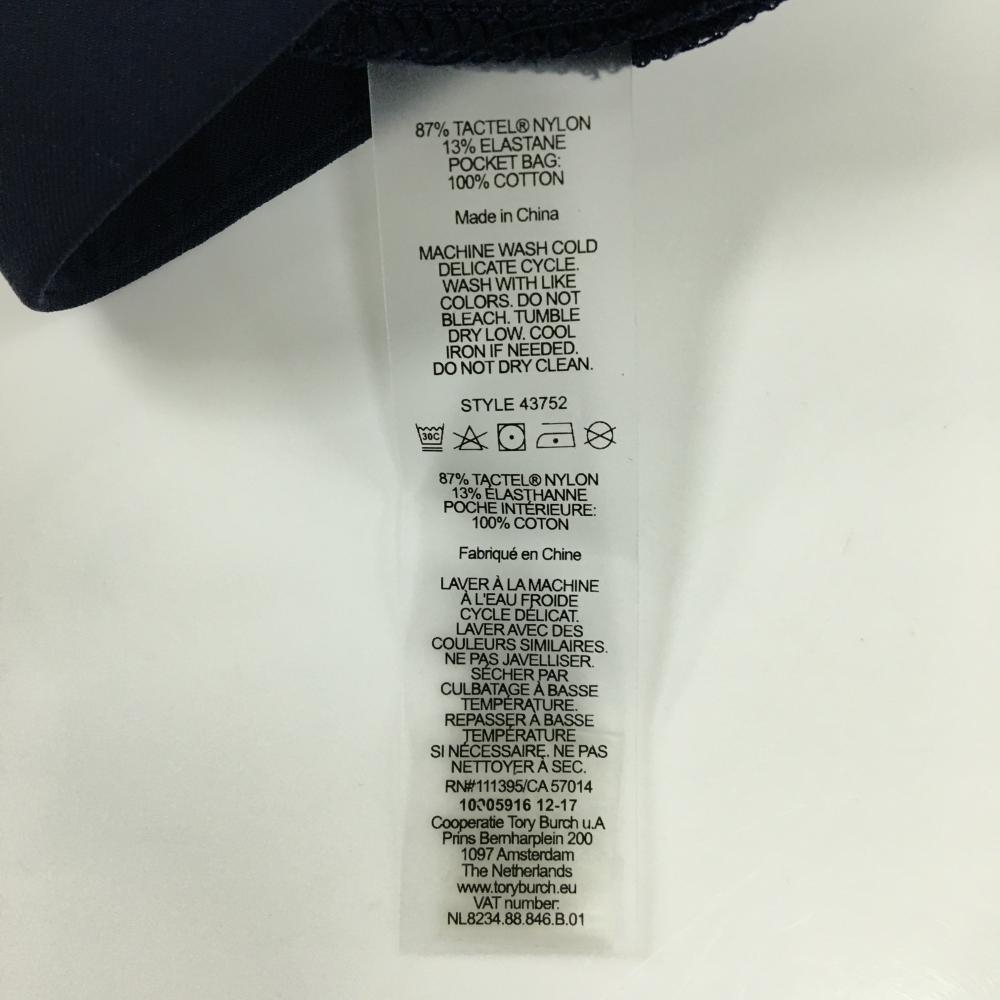 87% TACTEL® NYLON
13% ELASTANE
POCKET BAG:
100% COTTON
Made in China
MACHINE WASH COLD
DELICATE CYCLE.
WASH WITH LIKE
COLORS. DO NOT
BLEACH. TUMBLE
DRY LOW. COOL
IRON IF NEEDED.
DO NOT DRY CLEAN.
STYLE 43752
30C
87% TACTEL® NYLON
13% ÉLASTHANNE
POCHE INTÉRIEURE:
100% COTON
Fabriqué en Chine
LAVER À LA MACHINE
À L'EAU FROIDE
CYCLE DÉLICAT.
LAVER AVEC DES
COULEURS SIMILAIRES.
NE PAS JAVELLISER.
SÉCHER PAR
CULBATAGE À BASSE
TEMPÉRATURE.
REPASSER À BASSE
TEMPÉRATURE
SI NÉCESSAIRE. NE PAS
NETTOYER À SEC.
RN#111395/CA 57014
12-17
Cooperatie Tory Burch u.A
Prins Bernharplein 200
1097 Amsterdam
The Netherlands
www.toryburch.eu
VAT number:
NL8234.88.846.B.01